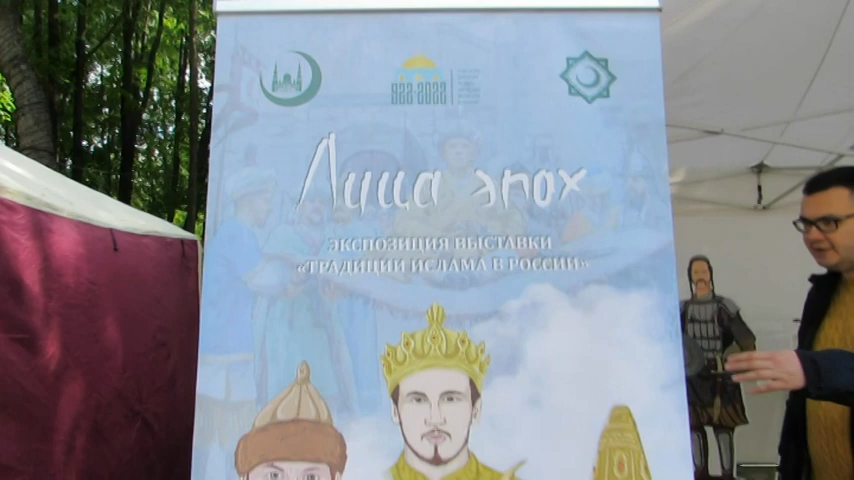 922-2022
Лица эпох
ЭКСПОЗИЦИЯ ВЫСТАВКИ
«ТРАДИЦИИ ИСЛАМА В РОССИИ»